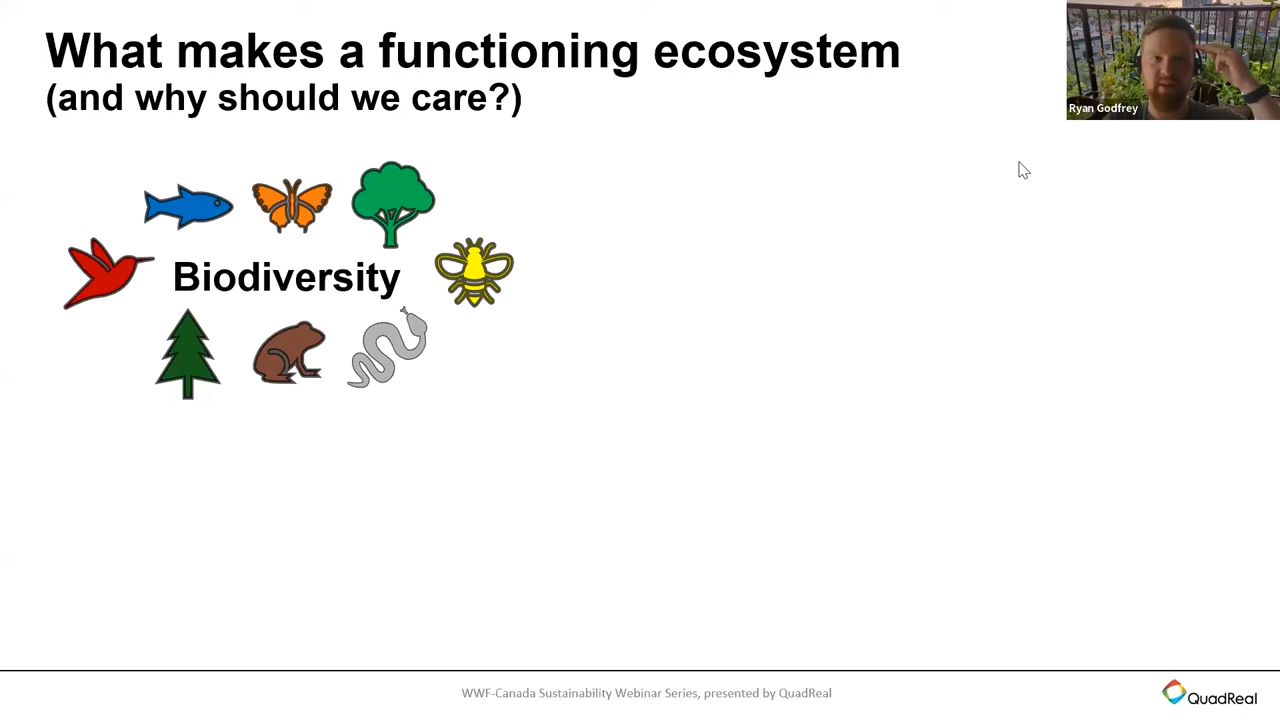 What makes a functioning ecosystem
(and why should we care?)
Ryan Godfrey
Biodiversity
WWF-Canada Sustainability Webinar Series, presented by QuadReal
QuadReal